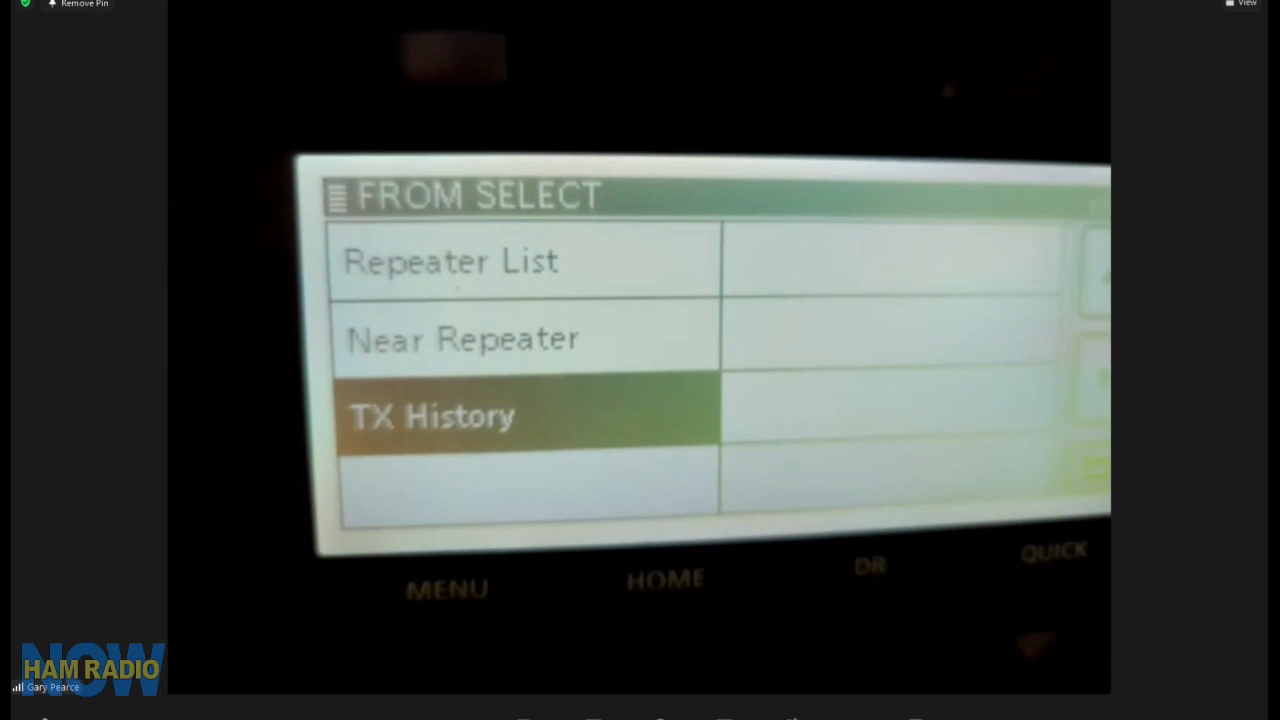 Remove Pin
View
FROM SELECT
Repeater List
Near Repeater
TX History
MENU
HOME
DR
QUICK
NOW
HAM RADIO
Gary Pearce